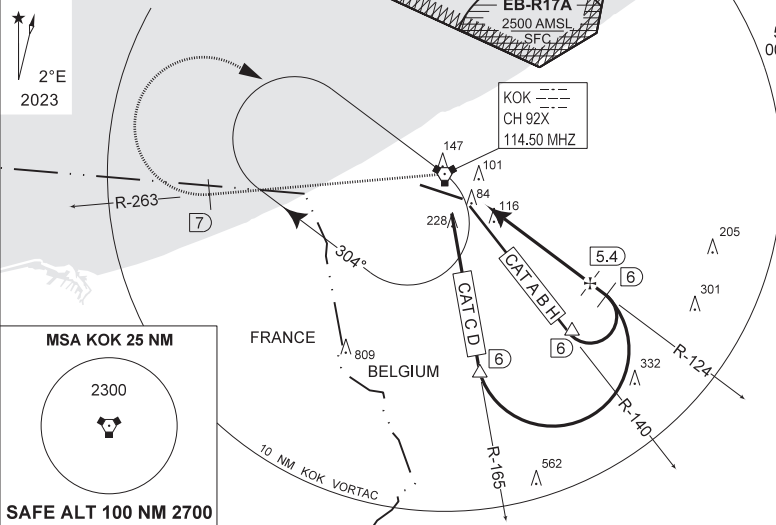 EB-R17A
2500 AMSL
SFC
5
00
2°E
2023
KOK
CH 92X
114.50 MHZ
147
101
84
116
228
R-263
7
304°
5.4
6
205
301
CAT A B H
CAT C D
6
6
FRANCE
BELGIUM
809
332
R-124
R-140
R-165
562
10 NM KOK VORTAC
MSA KOK 25 NM
2300
SAFE ALT 100 NM 2700